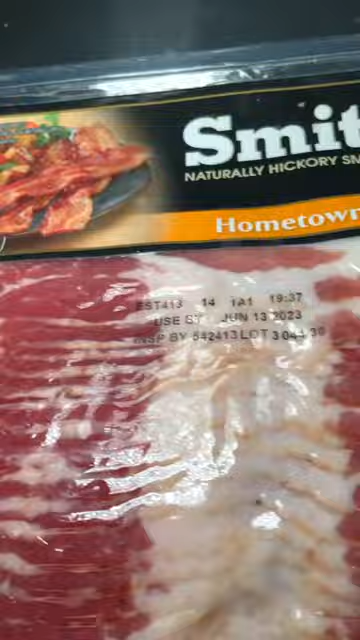 Smit
NATURALLY HICKORY SM
Hometown
EST413 14 1A1 19:37
USE BY JUN 13 2023
INSP BY 542413 LOT 3044 30